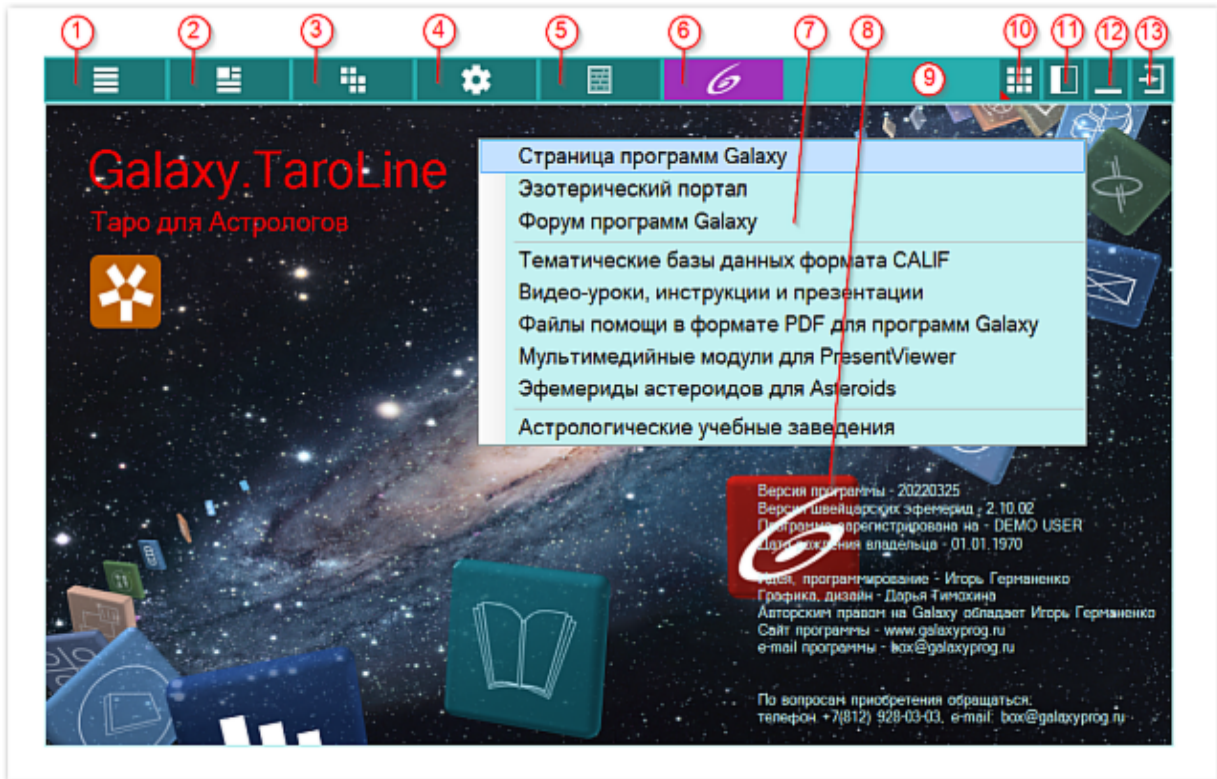 1 2 3 4 5 6 7 8 10 11 12 13
9
Galaxy.TaroLine
Таро для Астрологов
Страница программ Galaxy
Эзотерический портал
Форум программ Galaxy
Тематические базы данных формата CALIF
Видео-уроки, инструкции и презентации
Файлы помощи в формате PDF для программ Galaxy
Мультимедийные модули для PresentViewer
Эфемериды астероидов для Asteroids
Астрологические учебные заведения
Версия программы - 20220325
Версия швейцарских эфемерид - 2.10.02
Программа зарегистрирована на - DEMO USER
Дата рождения владельца - 01.01.1970
Идея, программирование - Игорь Германенко
Графика, дизайн - Дарья Тимохина
Авторским правом на Galaxy обладает Игорь Германенко
Сайт программы - www.galaxyprog.ru
e-mail программы - box@galaxyprog.ru
По вопросам приобретения обращаться:
телефон +7(812) 928-03-03, e-mail: box@galaxyprog.ru